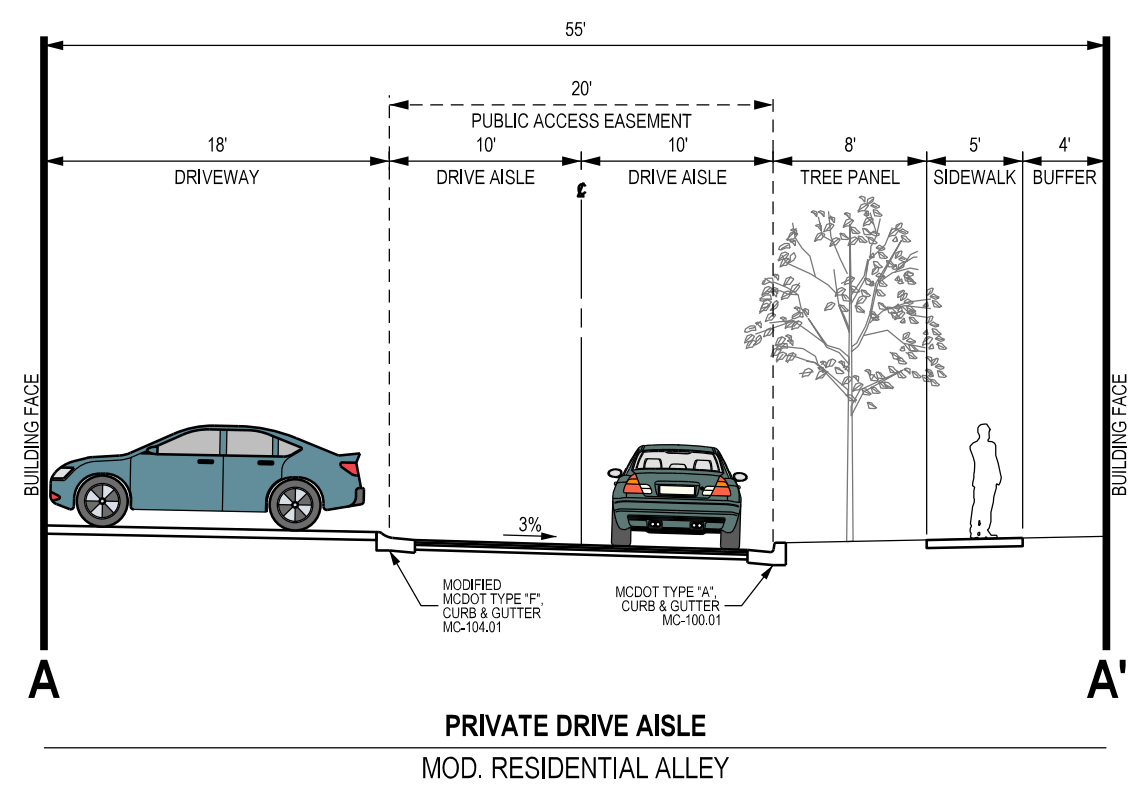 55'
20'
PUBLIC ACCESS EASEMENT
18'
10'
10'
8'
5'
4'
DRIVEWAY
DRIVE AISLE
DRIVE AISLE
TREE PANEL
SIDEWALK
BUFFER
℄
BUILDING FACE
BUILDING FACE
3%
MODIFIED
MCDOT TYPE "F",
CURB & GUTTER
MC-104.01
MCDOT TYPE "A",
CURB & GUTTER
MC-100.01
A
A'
PRIVATE DRIVE AISLE
MOD. RESIDENTIAL ALLEY